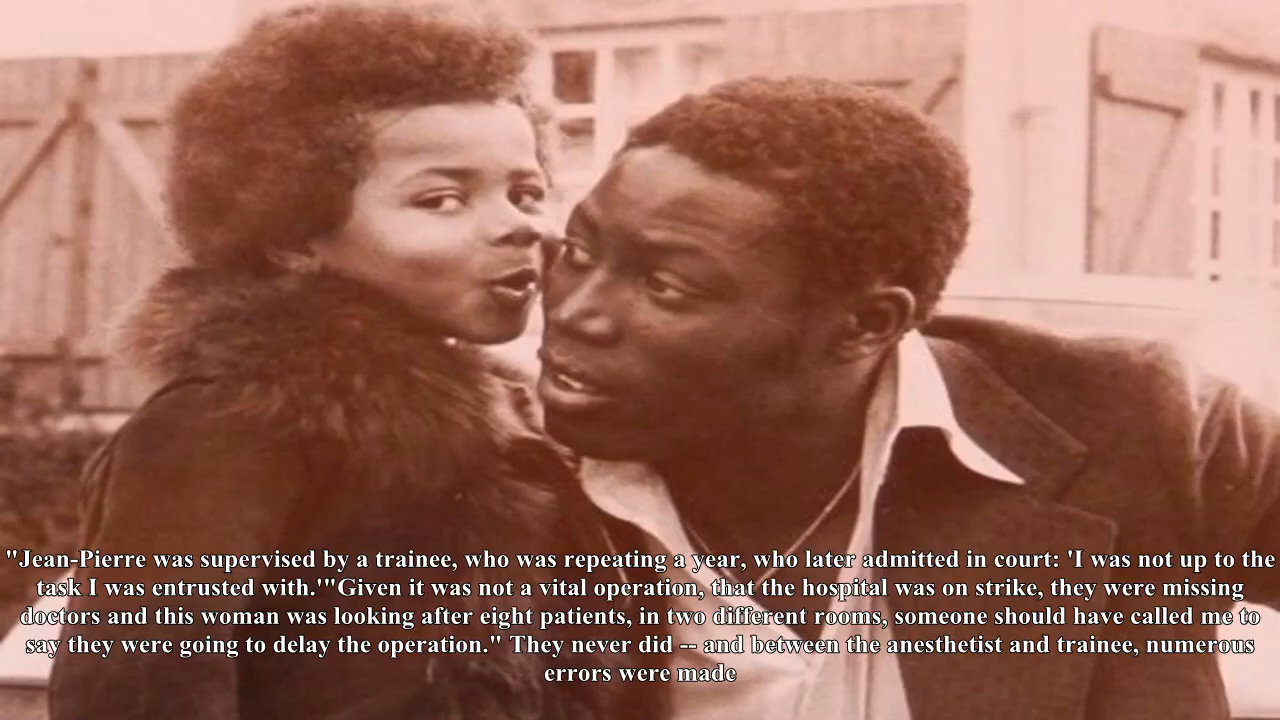 "Jean-Pierre was supervised by a trainee, who was repeating a year, who later admitted in court: 'I was not up to the
task I was entrusted with.'"Given it was not a vital operation, that the hospital was on strike, they were missing
doctors and this woman was looking after eight patients, in two different rooms, someone should have called me to
say they were going to delay the operation." They never did -- and between the anesthetist and trainee, numerous
errors were made